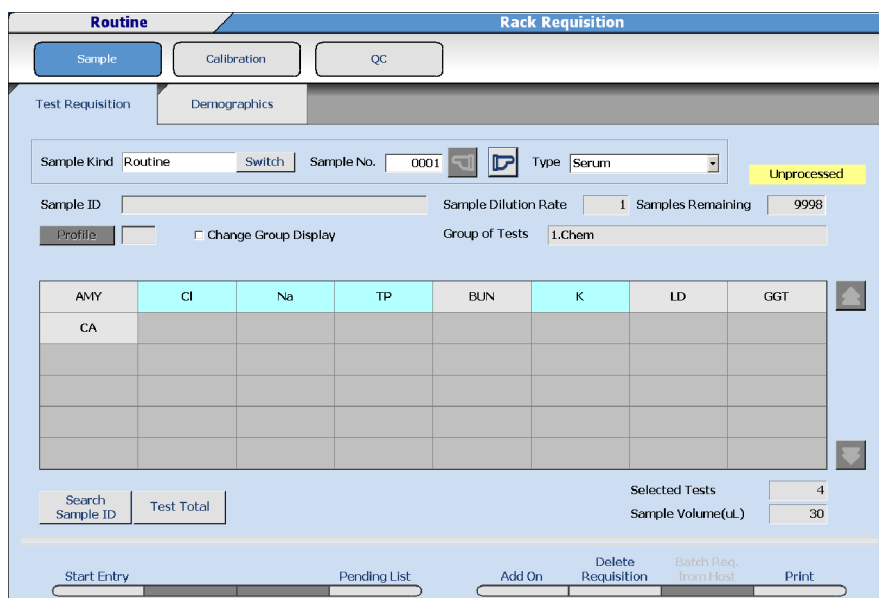 Routine Rack Requisition
Sample Calibration QC
Test Requisition Demographics
Sample Kind Routine Switch Sample No. 0001 Type Serum
Unprocessed
Sample ID Sample Dilution Rate 1 Samples Remaining 9998
Profile Change Group Display Group of Tests 1.Chem
AMY Cl Na TP BUN K LD GGT
CA
Selected Tests 4
Search Sample ID Test Total
Sample Volume(uL) 30
Start Entry Pending List Add On Delete Requisition Batch Req. from Host Print